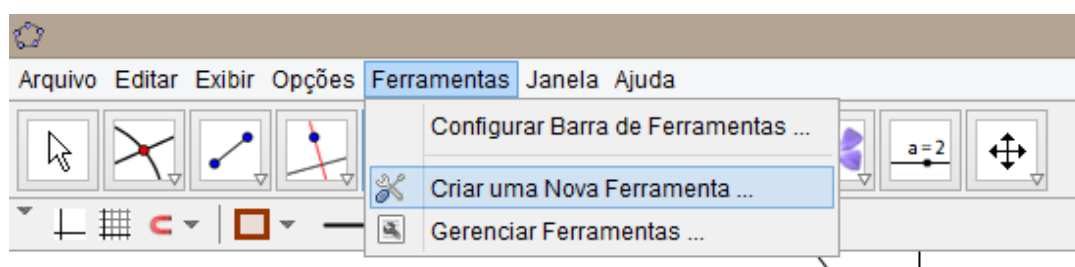 Arquivo Editar Exibir Opções Ferramentas Janela Ajuda
Configurar Barra de Ferramentas ...
a = 2
Criar uma Nova Ferramenta ...
Gerenciar Ferramentas ...